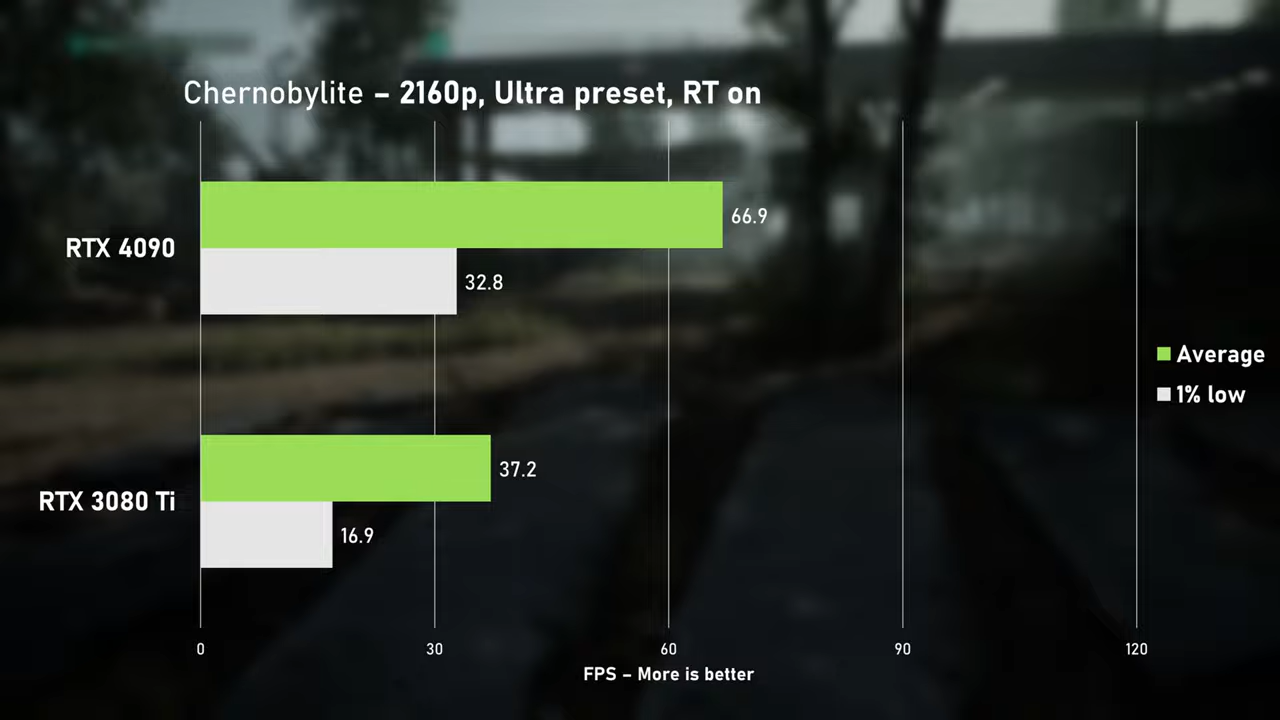 Chernobylite – 2160p, Ultra preset, RT on
RTX 4090
66.9
32.8
Average
1% low
RTX 3080 Ti
37.2
16.9
0 30 60 90 120
FPS – More is better